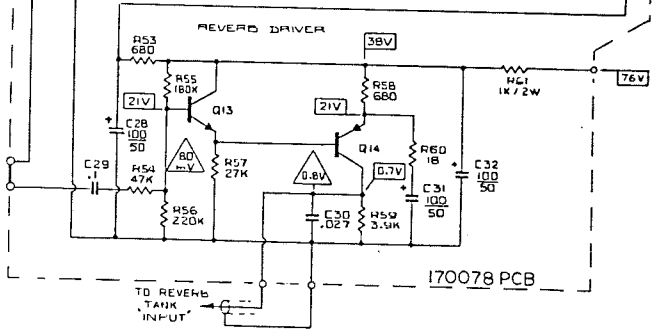 REVERB DRIVER
38V
R53
680
R55
180K
R58
680
R61
1K/2W
76V
21V
Q13
21V
Q14
R60
18
+ C28
100
50
C29
.1
R54
47K
80
mV
R57
27K
0.8V
0.7V
+ C31
100
50
+ C32
100
50
R56
220K
C30
.027
R59
3.9K
170078 PCB
TO REVERB
TANK
"INPUT"